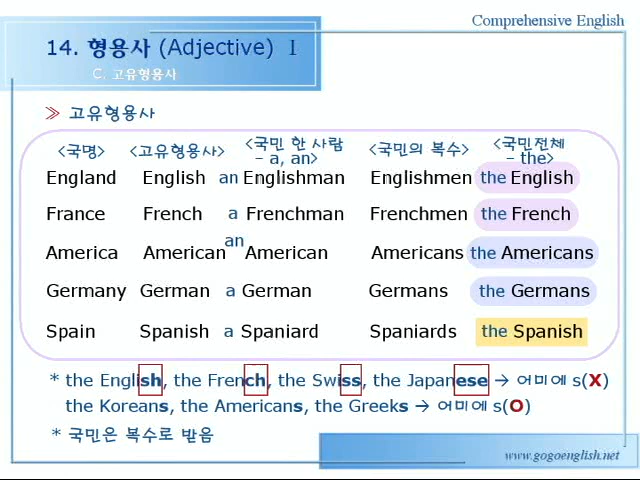 Comprehensive English
14. 형용사 (Adjective) Ⅰ
C. 고유형용사
≫ 고유형용사
<국명> <고유형용사> <국민 한 사람 - a, an> <국민의 복수> <국민전체 - the>
England English an Englishman Englishmen the English
France French a Frenchman Frenchmen the French
America American an American Americans the Americans
Germany German a German Germans the Germans
Spain Spanish a Spaniard Spaniards the Spanish
* the English, the French, the Swiss, the Japanese → 어미에 s(X)
the Koreans, the Americans, the Greeks → 어미에 s(O)
* 국민은 복수로 받음
www.gogoenglish.net